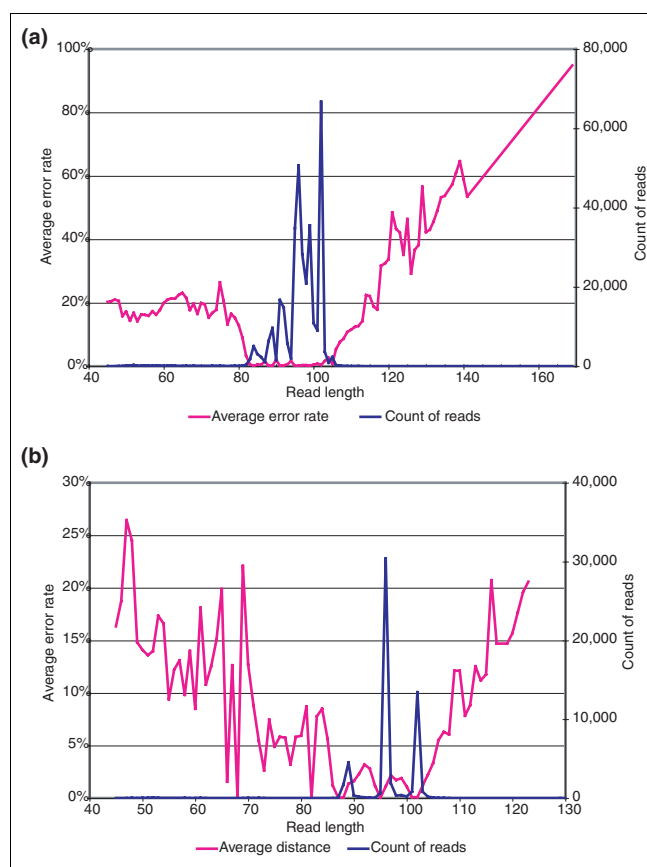 (a)
100%
80%
60%
40%
20%
0%
Average error rate
80,000
60,000
40,000
20,000
0
Count of reads
40 60 80 100 120 140 160
Read length
Average error rate Count of reads
(b)
30%
25%
20%
15%
10%
5%
0%
Average error rate
40,000
30,000
20,000
10,000
0
Count of reads
40 50 60 70 80 90 100 110 120 130
Read length
Average distance Count of reads